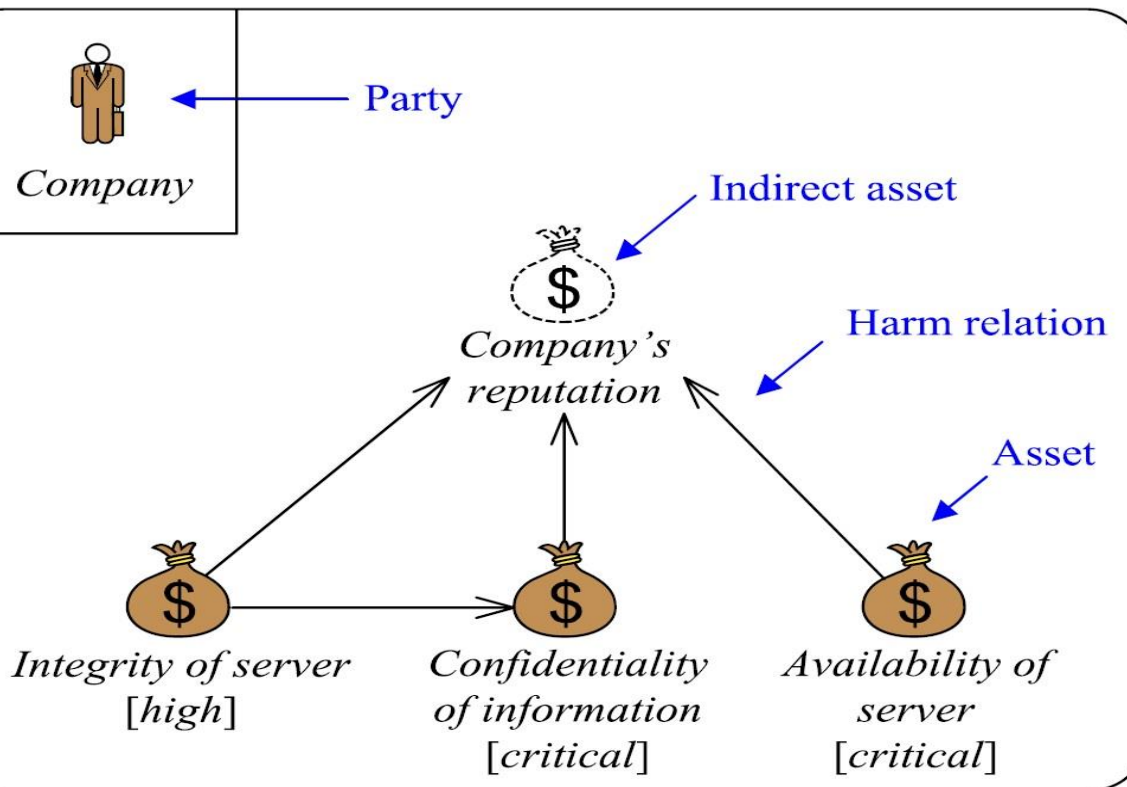 Party
Company
Indirect asset
$
Company’s
reputation
Harm relation
Asset
$
$
$
Integrity of server
[high]
Confidentiality
of information
[critical]
Availability of
server
[critical]